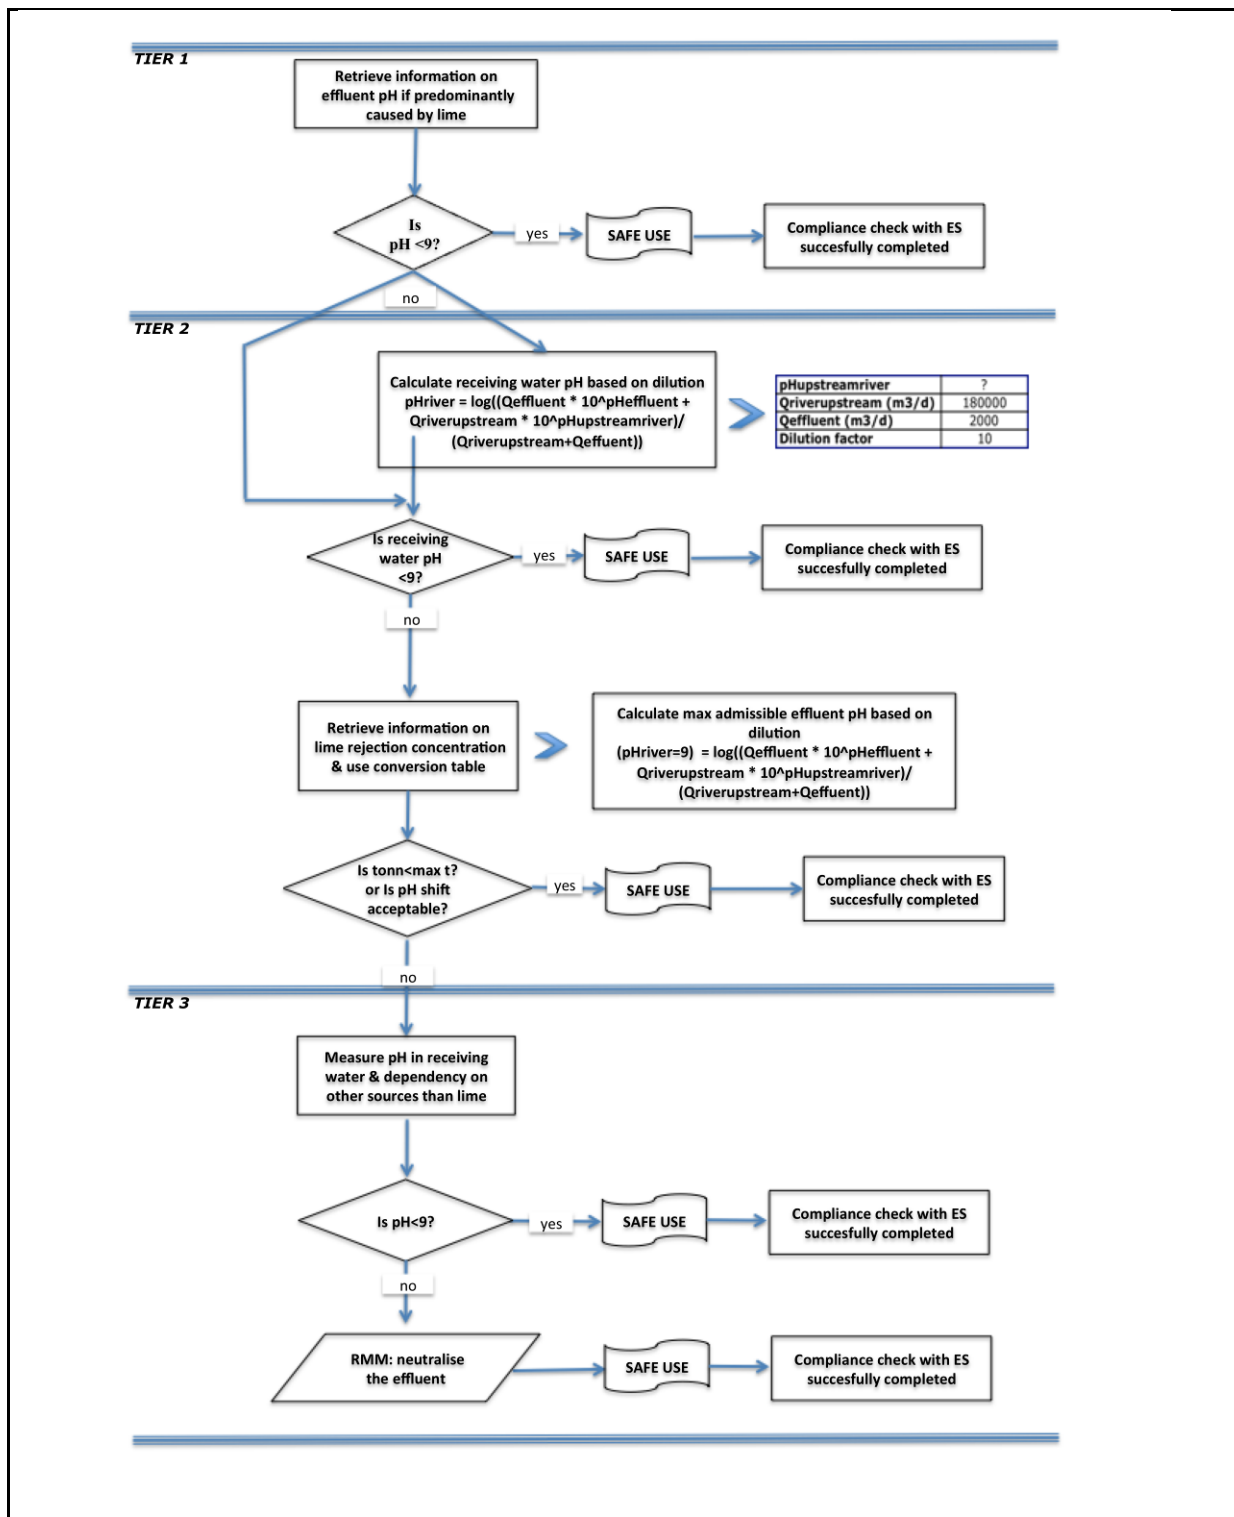 TIER 1
Retrieve information on
effluent pH if predominantly
caused by lime
Is
pH <9?
yes
SAFE USE
Compliance check with ES
succesfully completed
no
TIER 2
Calculate receiving water pH based on dilution
pHriver = log((Qeffluent * 10^pHeffluent +
Qriverupstream * 10^pHupstreamriver)/
(Qriverupstream+Qeffuent))
pHupstreamriver ?
Qriverupstream (m3/d) 180000
Qeffluent (m3/d) 2000
Dilution factor 10
Is receiving
water pH
<9?
yes
SAFE USE
Compliance check with ES
succesfully completed
no
Retrieve information on
lime rejection concentration
& use conversion table
Calculate max admissible effluent pH based on
dilution
(pHriver=9) = log((Qeffluent * 10^pHeffluent +
Qriverupstream * 10^pHupstreamriver)/
(Qriverupstream+Qeffuent))
Is tonn<max t?
or Is pH shift
acceptable?
yes
SAFE USE
Compliance check with ES
succesfully completed
no
TIER 3
Measure pH in receiving
water & dependency on
other sources than lime
Is pH<9?
yes
SAFE USE
Compliance check with ES
succesfully completed
no
RMM: neutralise
the effluent
SAFE USE
Compliance check with ES
succesfully completed